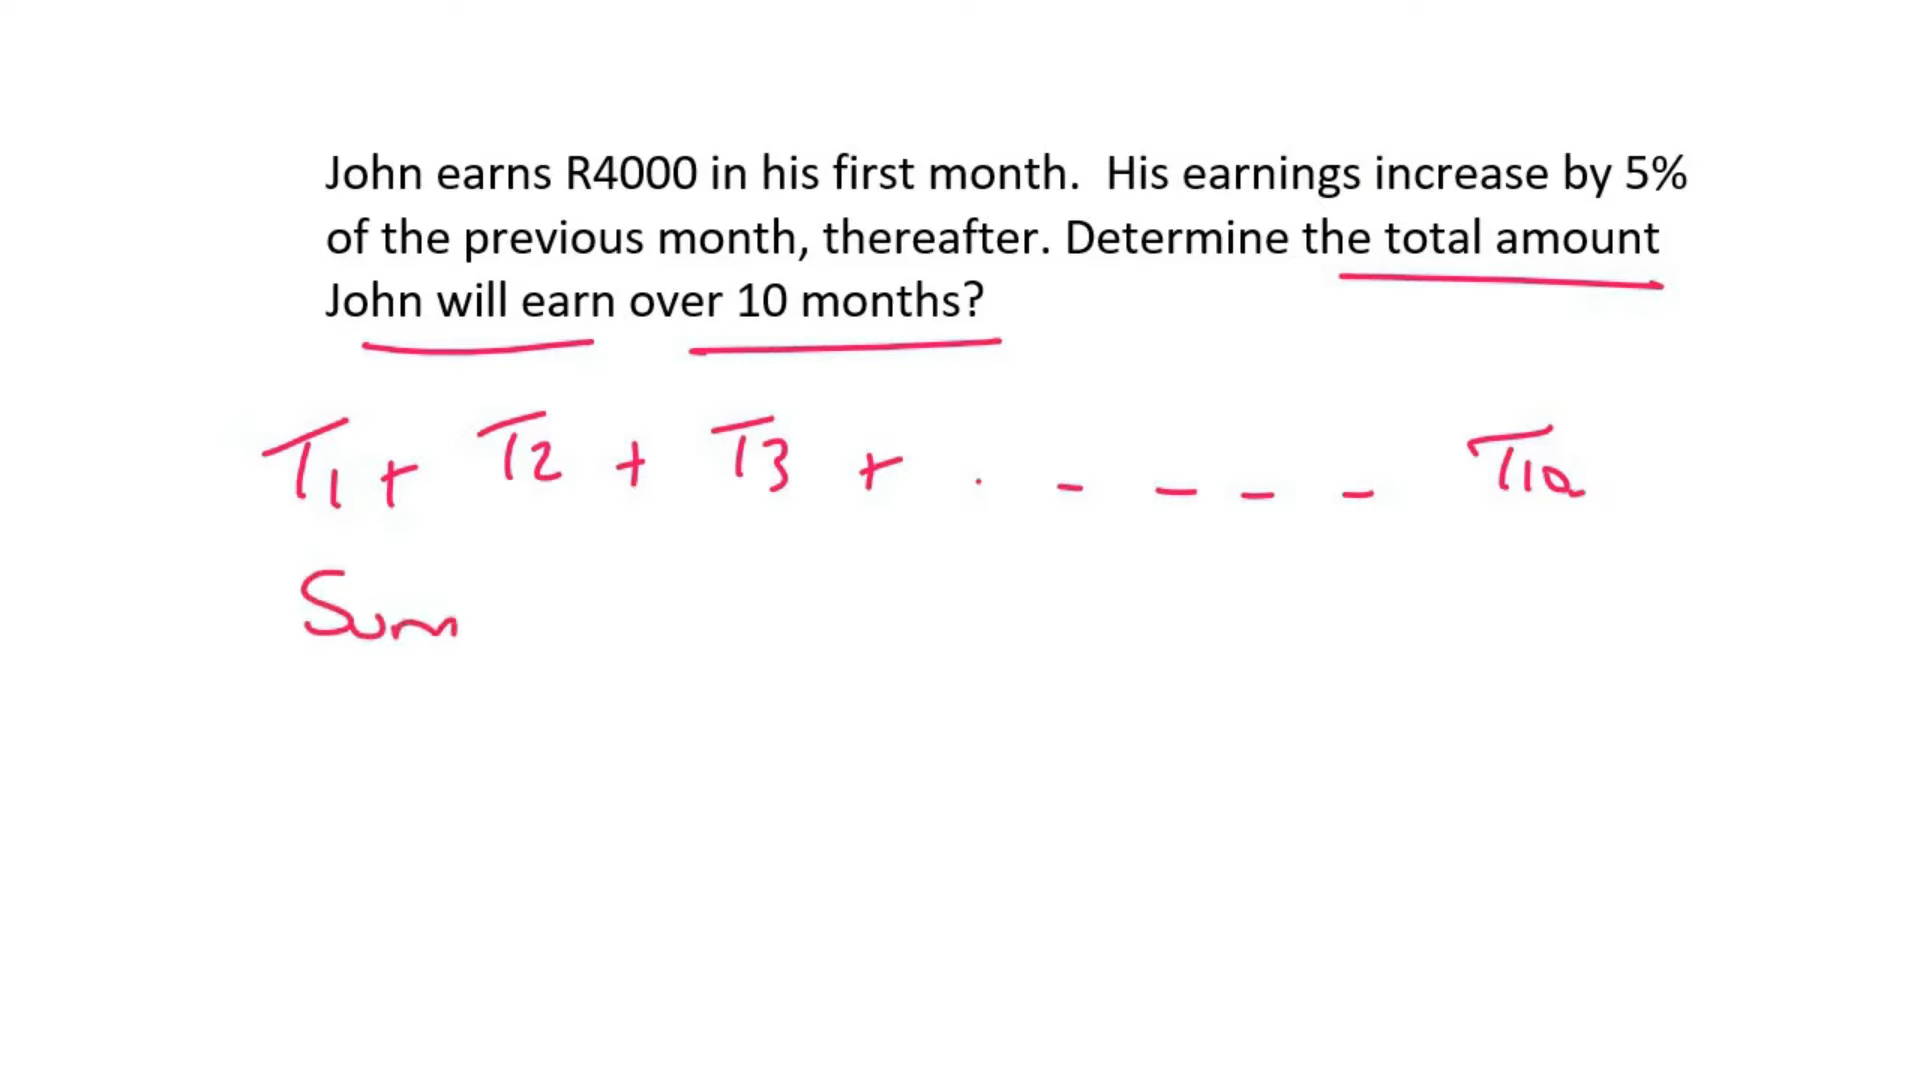 John earns R4000 in his first month. His earnings increase by 5%
of the previous month, thereafter. Determine the total amount
John will earn over 10 months?
T1 + T2 + T3 + . - - - - T10
Sum